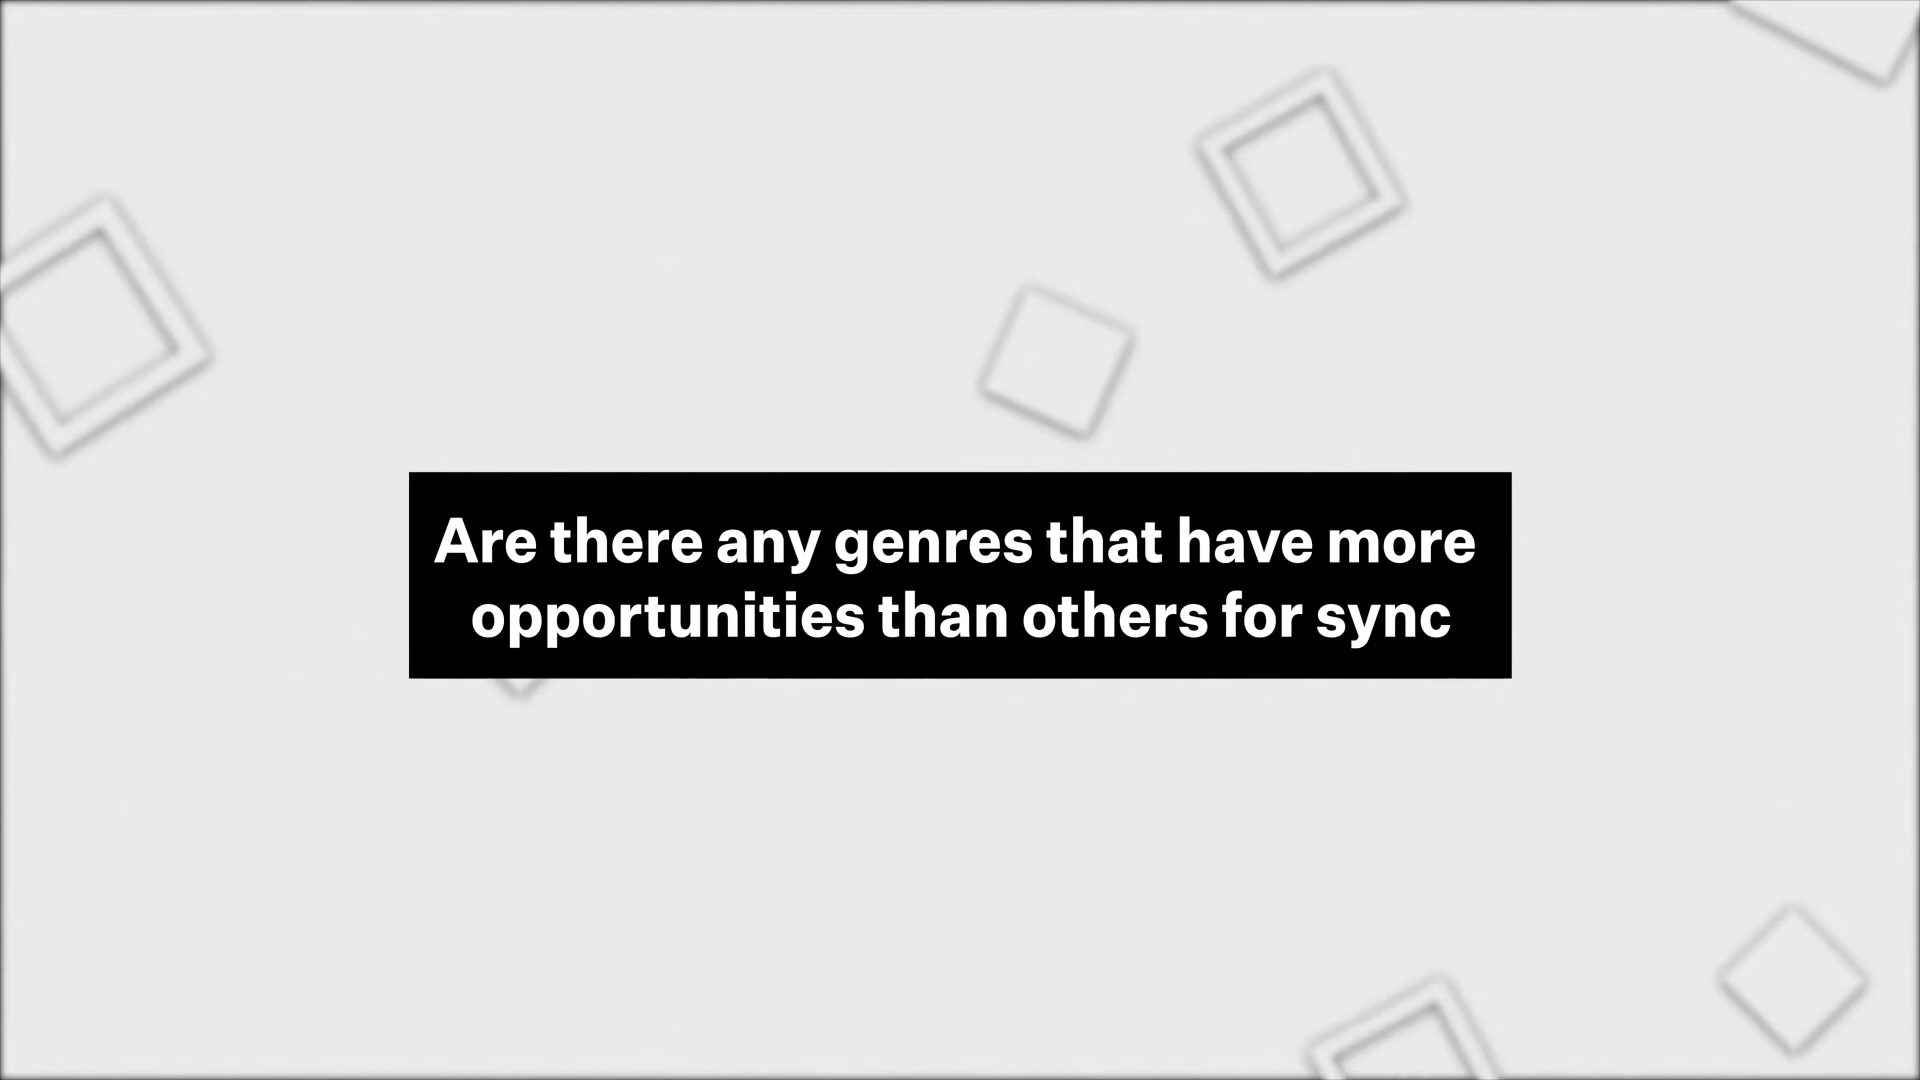 Are there any genres that have more
opportunities than others for sync